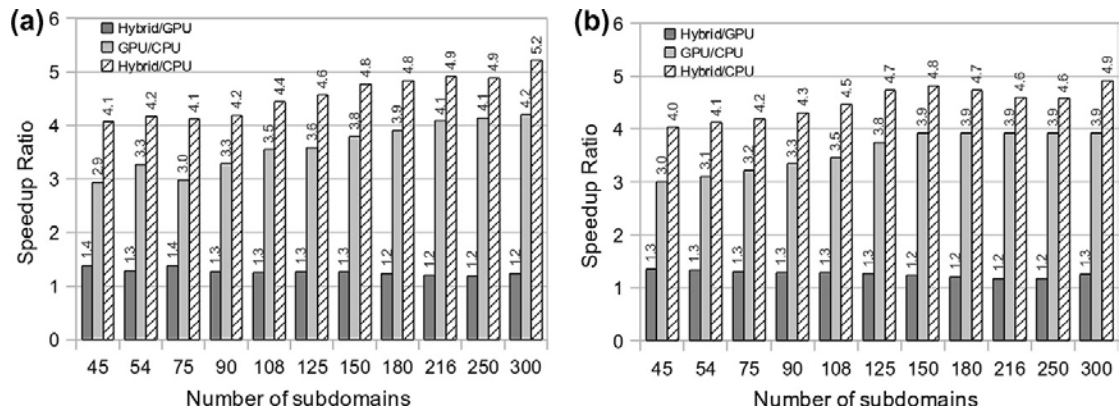 (a)
Speedup Ratio
6
5
4
3
2
1
0
Hybrid/GPU
GPU/CPU
Hybrid/CPU
1.4 2.9 4.1
1.3 3.3 4.2
1.4 3.0 4.1
1.3 3.3 4.2
1.3 3.5 4.4
1.3 3.6 4.6
1.3 3.8 4.8
1.2 3.9 4.8
1.2 4.1 4.9
1.2 4.1 4.9
1.2 4.2 5.2
45 54 75 90 108 125 150 180 216 250 300
Number of subdomains
(b)
Speedup Ratio
6
5
4
3
2
1
0
Hybrid/GPU
GPU/CPU
Hybrid/CPU
1.3 3.0 4.0
1.3 3.1 4.1
1.3 3.2 4.2
1.3 3.3 4.3
1.3 3.5 4.5
1.3 3.8 4.7
1.2 3.9 4.8
1.2 3.9 4.7
1.2 3.9 4.6
1.2 3.9 4.6
1.3 3.9 4.9
45 54 75 90 108 125 150 180 216 250 300
Number of subdomains